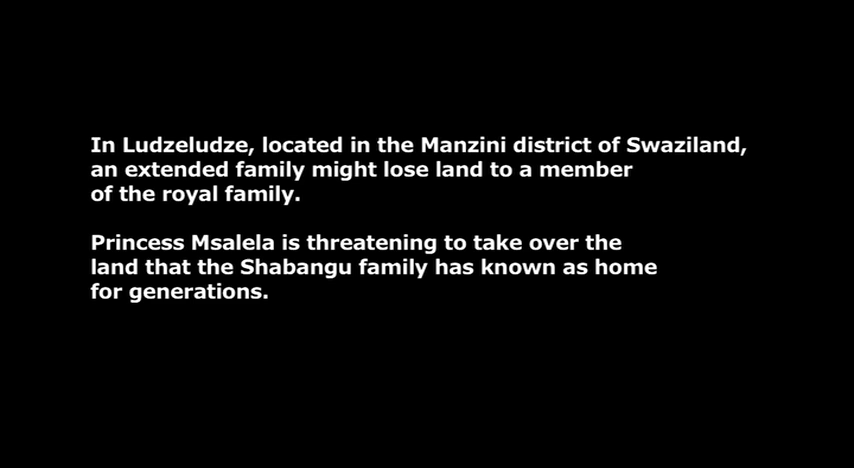 In Ludzeludze, located in the Manzini district of Swaziland,
an extended family might lose land to a member
of the royal family.
Princess Msalela is threatening to take over the
land that the Shabangu family has known as home
for generations.